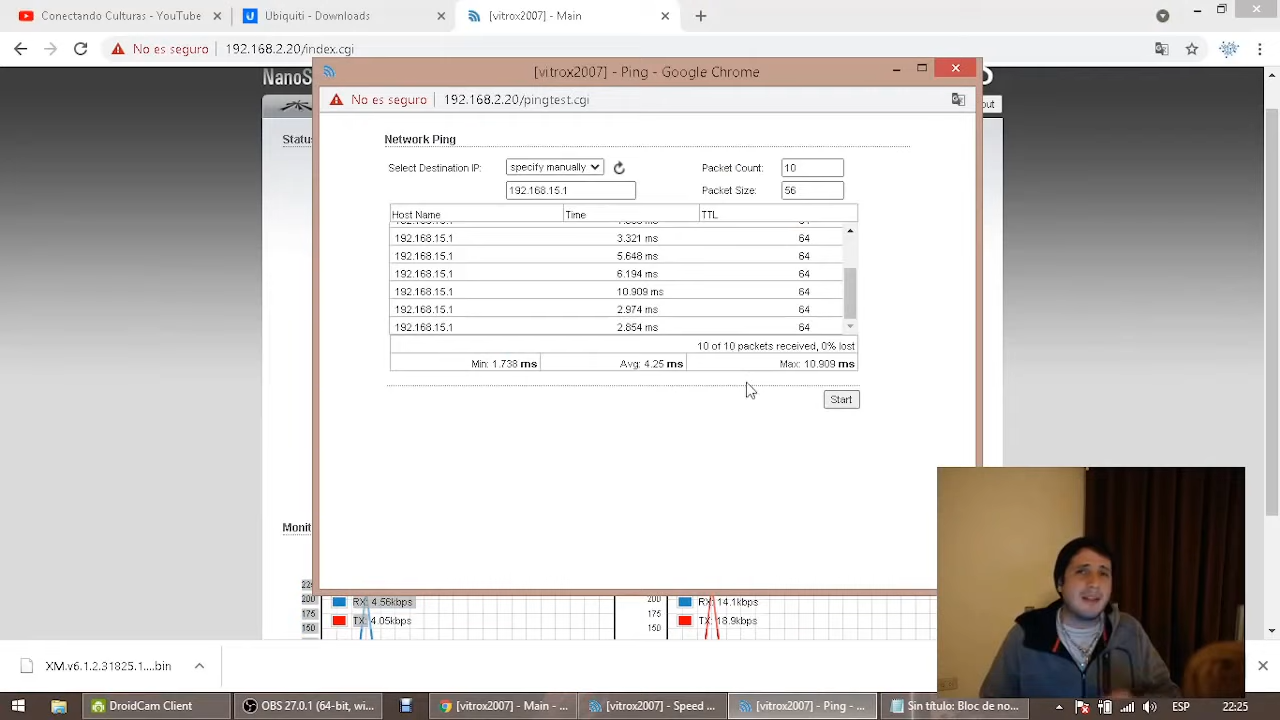 Conectando Culturas - YouTube
Ubiquiti - Downloads
[vitrox2007] - Main
No es seguro 192.168.2.20/index.cgi
[vitrox2007] - Ping - Google Chrome
No es seguro 192.168.2.20/pingtest.cgi
Network Ping
Select Destination IP: specify manually Packet Count: 10
192.168.15.1 Packet Size: 56
Host Name Time TTL
192.168.15.1 3.321 ms 64
192.168.15.1 5.648 ms 64
192.168.15.1 6.194 ms 64
192.168.15.1 10.909 ms 64
192.168.15.1 2.974 ms 64
192.168.15.1 2.854 ms 64
10 of 10 packets received, 0% lost
Min: 1.738 ms Avg: 4.25 ms Max: 10.909 ms
Start
RX: 4.56kbps
TX: 4.05kbps
200
175
150
200
175
150
RX: 14.1kbps
XM.v6.1.2.31825.1....bin
DroidCam Client
OBS 27.0.1 (64-bit, wi...
[vitrox2007] - Main - ...
[vitrox2007] - Speed ...
[vitrox2007] - Ping - ...
Sin título: Bloc de no...
ESP
22:25